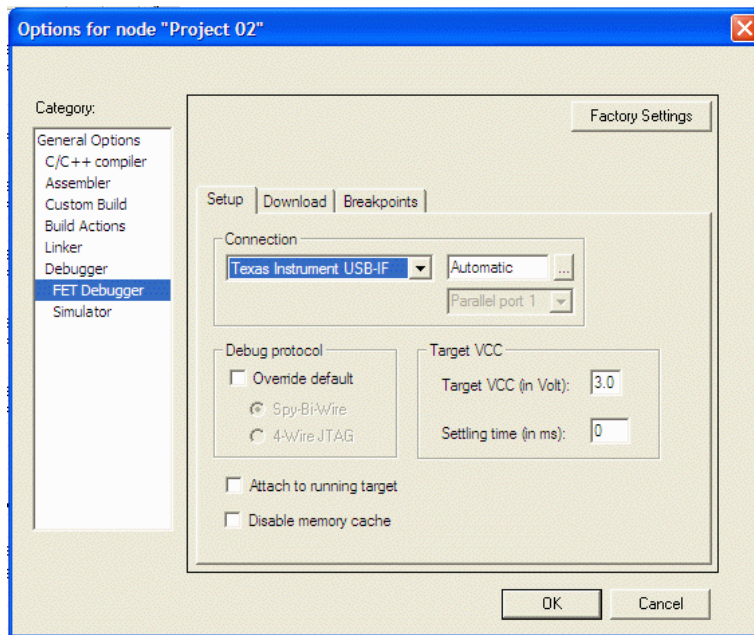 Options for node "Project 02"
Category:
Factory Settings
General Options
C/C++ compiler
Assembler
Custom Build
Build Actions
Linker
Debugger
FET Debugger
Simulator
Setup
Download
Breakpoints
Connection
Texas Instrument USB-IF
Automatic
...
Parallel port 1
Debug protocol
Override default
Spy-Bi-Wire
4-Wire JTAG
Target VCC
Target VCC (in Volt):
3.0
Settling time (in ms):
0
Attach to running target
Disable memory cache
OK
Cancel